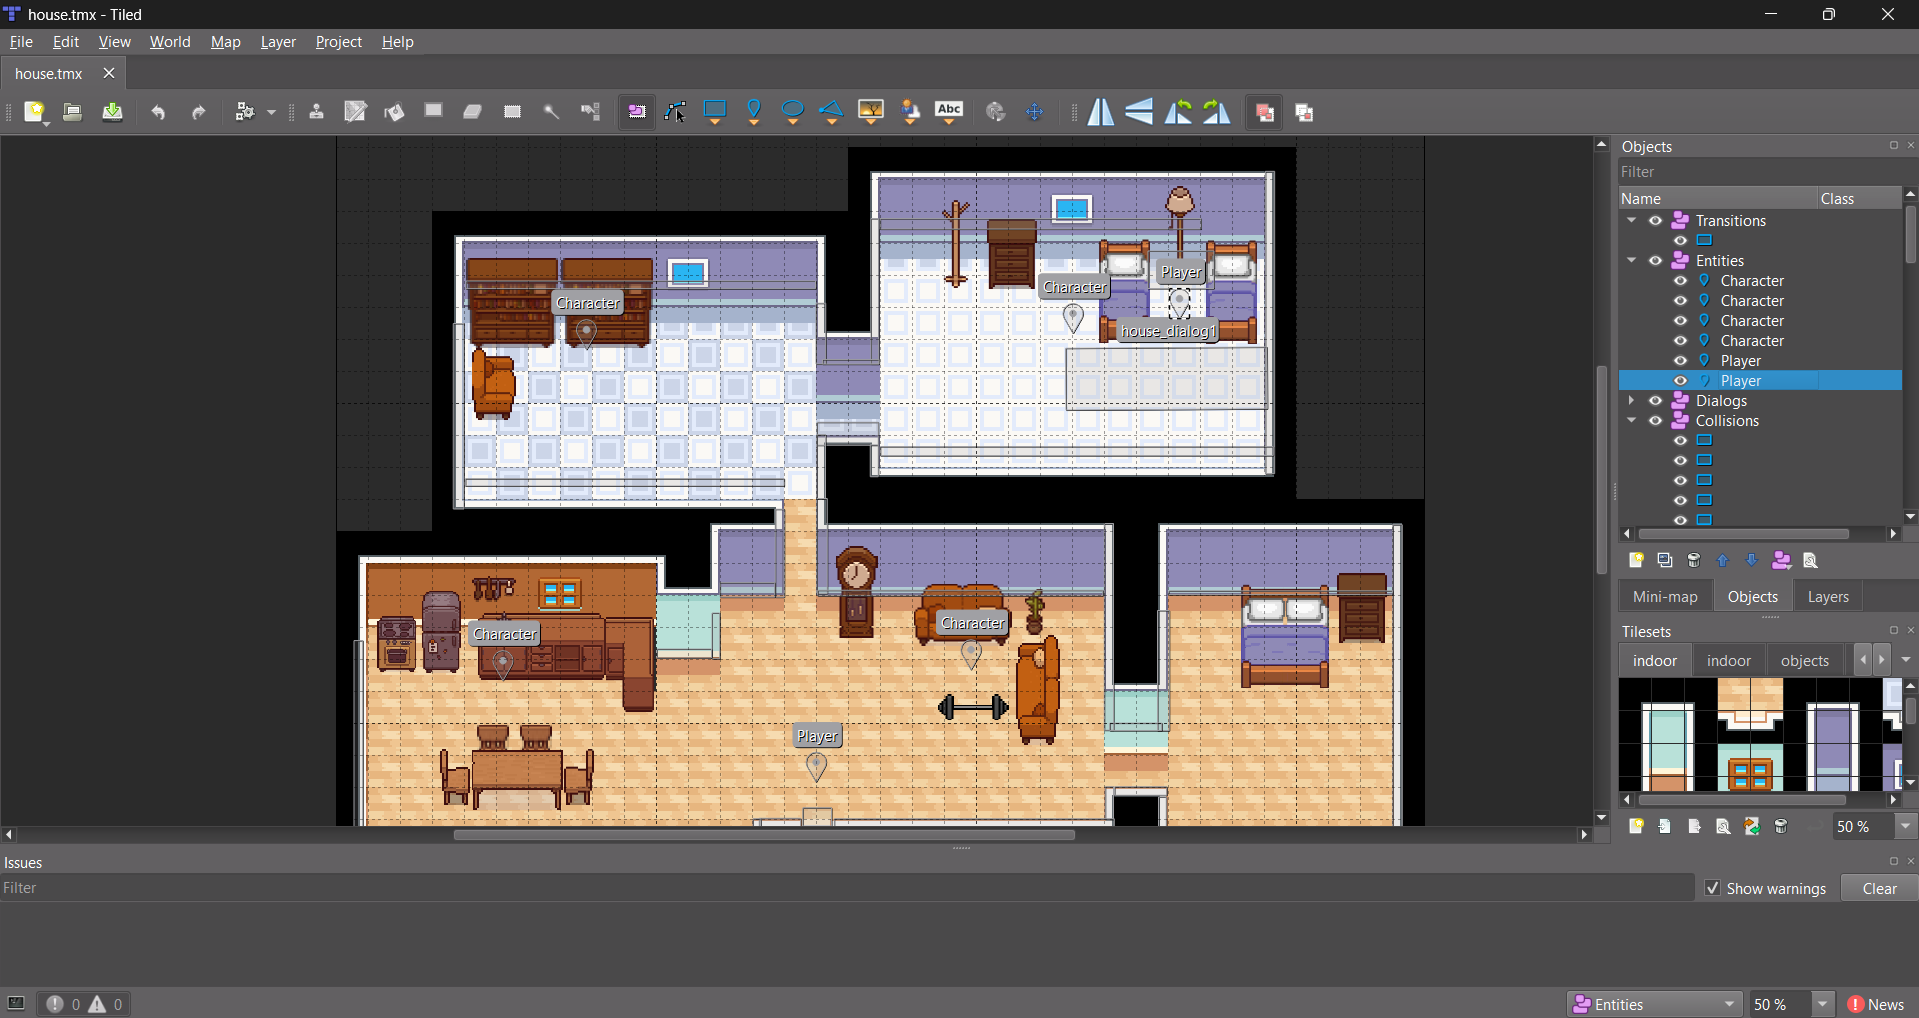 house.tmx - Tiled
File Edit View World Map Layer Project Help
house.tmx
Abc
Character
Character
Player
house_dialog1
Character
Character
Player
Objects
Filter
Name Class
Transitions
Entities
Character
Character
Character
Character
Player
Player
Dialogs
Collisions
Mini-map Objects Layers
Tilesets
indoor indoor objects
50 %
Issues
Filter
Show warnings Clear
0 0
Entities 50 % News